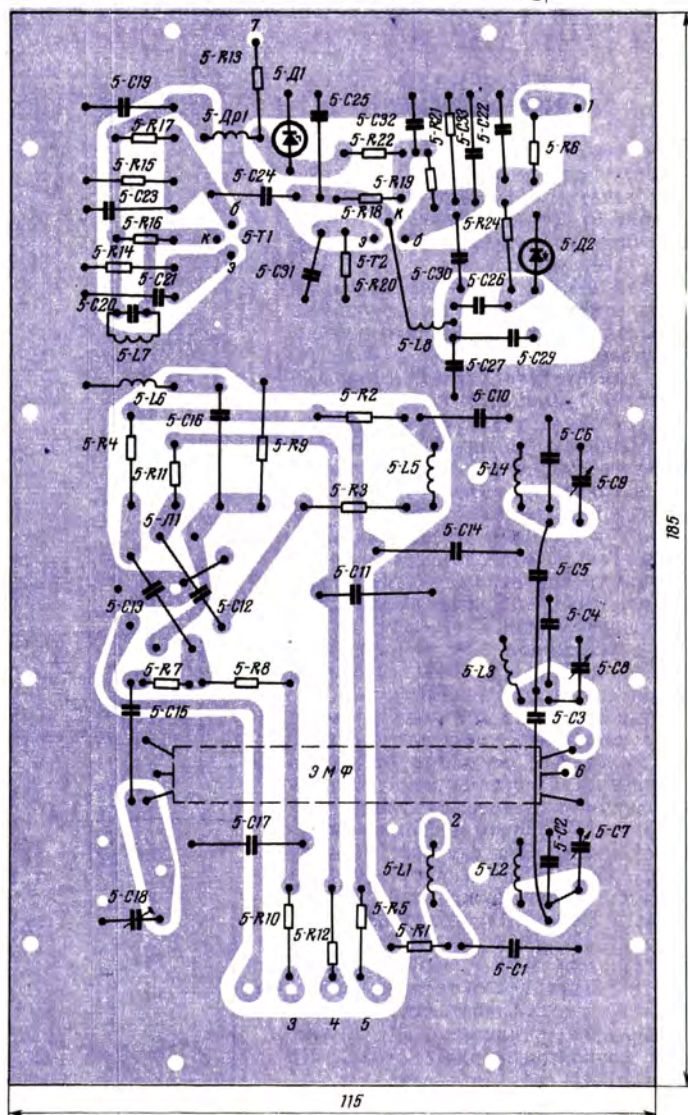 7
5-R13
5-Д1
5-C19
5-C25
5-Др1
5-C32
5-R21
5-C33
5-C22
1
5-R17
5-R22
5-R6
5-R15
5-C24
5-R19
5-C23
5-R18
б
к
5-R24
5-R16
к
5-T1
э
б
5-Д2
5-R14
э
5-T2
5-C31
5-R20
5-C30
5-C26
5-C21
5-C20
5-L7
5-L8
5-C29
5-C27
5-L6
5-C16
5-R2
5-C10
5-R4
5-R9
5-C6
5-R11
5-L5
5-L4
5-C9
5-R3
5-Л1
5-C14
5-C5
5-C13
5-C12
5-C11
5-C4
5-R7
5-R8
5-L3
5-C8
5-C15
5-C3
ЭМФ
6
5-C17
2
5-C2
5-C7
5-L1
5-L2
5-C18
5-R10
5-R12
5-R5
5-R1
5-C1
3
4
5
185
115